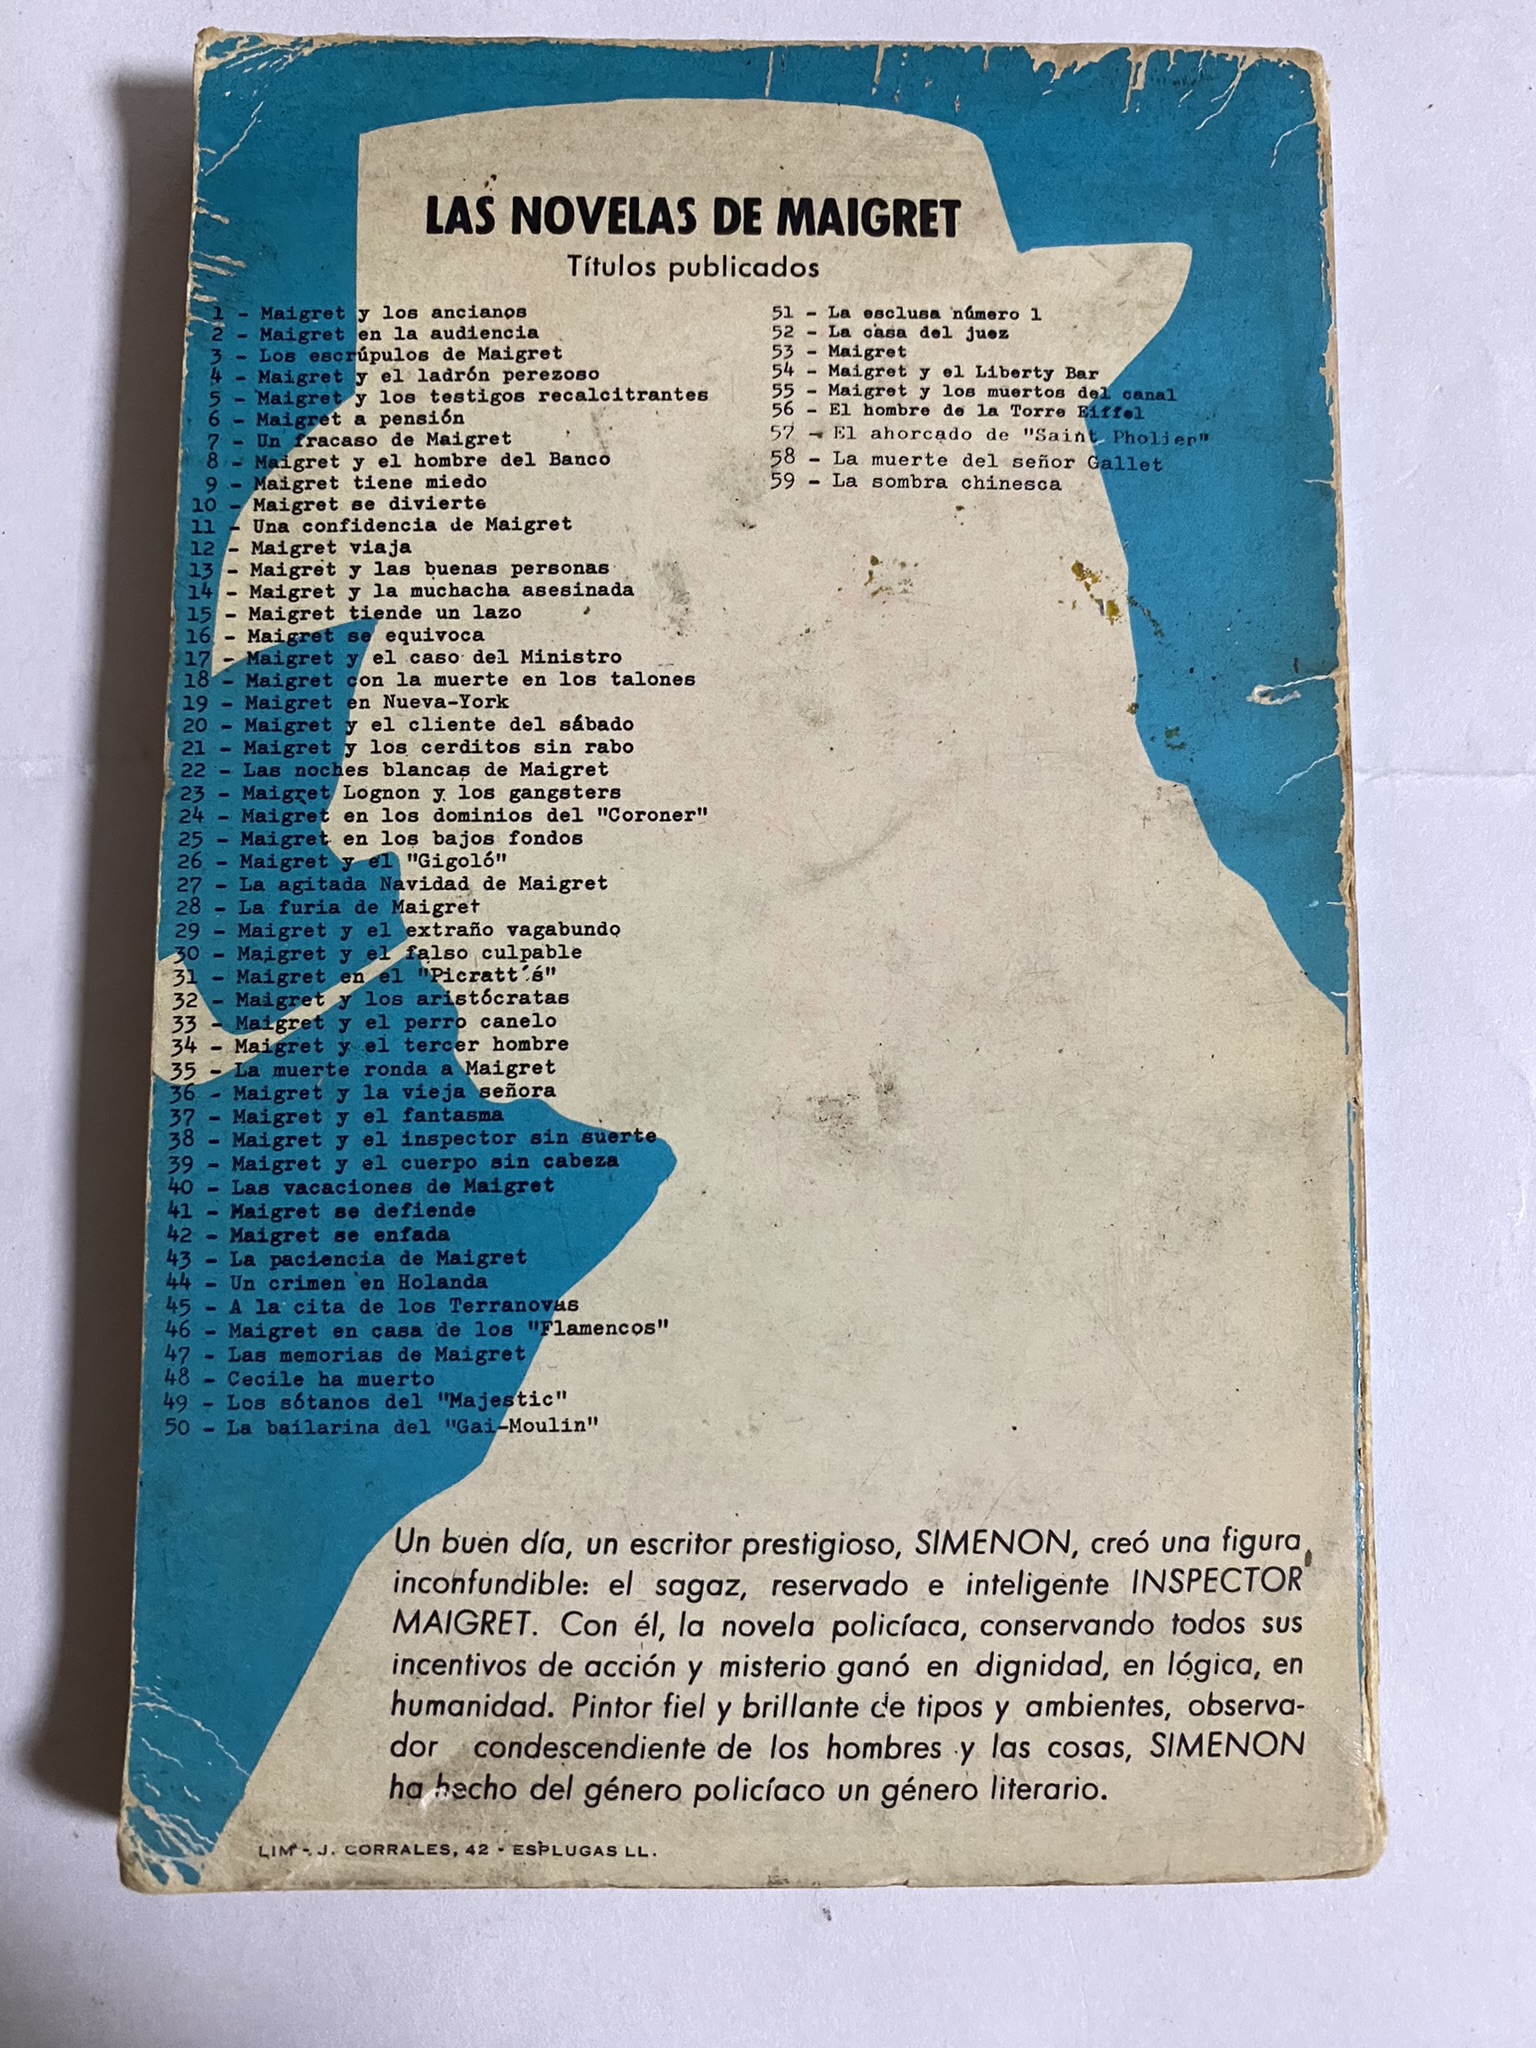 LAS NOVELAS DE MAIGRET
Títulos publicados
1 - Maigret y los ancianos
2 - Maigret en la audiencia
3 - Los escrúpulos de Maigret
4 - Maigret y el ladrón perezoso
5 - Maigret y los testigos recalcitrantes
6 - Maigret a pensión
7 - Un fracaso de Maigret
8 - Maigret y el hombre del Banco
9 - Maigret tiene miedo
10 - Maigret se divierte
11 - Una confidencia de Maigret
12 - Maigret viaja
13 - Maigret y las buenas personas
14 - Maigret y la muchacha asesinada
15 - Maigret tiende un lazo
16 - Maigret se equivoca
17 - Maigret y el caso del Ministro
18 - Maigret con la muerte en los talones
19 - Maigret en Nueva-York
20 - Maigret y el cliente del sábado
21 - Maigret y los cerditos sin rabo
22 - Las noches blancas de Maigret
23 - Maigret Lognon y los gangsters
24 - Maigret en los dominios del "Coroner"
25 - Maigret en los bajos fondos
26 - Maigret y el "Gigoló"
27 - La agitada Navidad de Maigret
28 - La furia de Maigret
29 - Maigret y el extraño vagabundo
30 - Maigret y el falso culpable
31 - Maigret en el "Picratt´s"
32 - Maigret y los aristócratas
33 - Maigret y el perro canelo
34 - Maigret y el tercer hombre
35 - La muerte ronda a Maigret
36 - Maigret y la vieja señora
37 - Maigret y el fantasma
38 - Maigret y el inspector sin suerte
39 - Maigret y el cuerpo sin cabeza
40 - Las vacaciones de Maigret
41 - Maigret se defiende
42 - Maigret se enfada
43 - La paciencia de Maigret
44 - Un crimen en Holanda
45 - A la cita de los Terranovas
46 - Maigret en casa de los "Flamencos"
47 - Las memorias de Maigret
48 - Cecile ha muerto
49 - Los sótanos del "Majestic"
50 - La bailarina del "Gai-Moulin"
51 - La esclusa número 1
52 - La casa del juez
53 - Maigret
54 - Maigret y el Liberty Bar
55 - Maigret y los muertos del canal
56 - El hombre de la Torre Eiffel
57 - El ahorcado de "Saint Pholien"
58 - La muerte del señor Gallet
59 - La sombra chinesca
Un buen día, un escritor prestigioso, SIMENON, creó una figura
inconfundible: el sagaz, reservado e inteligente INSPECTOR
MAIGRET. Con él, la novela policíaca, conservando todos sus
incentivos de acción y misterio ganó en dignidad, en lógica, en
humanidad. Pintor fiel y brillante de tipos y ambientes, observa-
dor condescendiente de los hombres y las cosas, SIMENON
ha hecho del género policíaco un género literario.
LIM - J. CORRALES, 42 - ESPLUGAS LL.